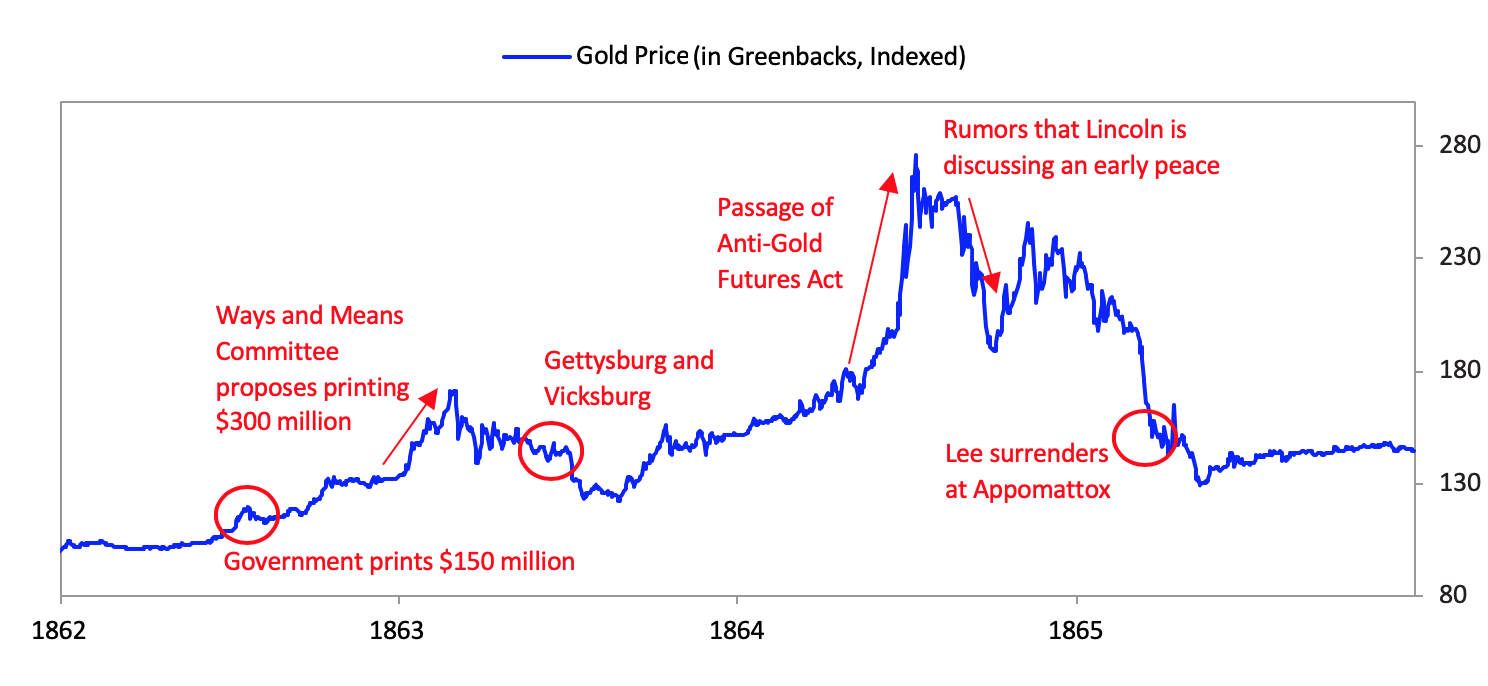 Gold Price (in Greenbacks, Indexed)
Rumors that Lincoln is
discussing an early peace
Passage of
Anti-Gold
Futures Act
Ways and Means
Committee
proposes printing
$300 million
Gettysburg and
Vicksburg
Lee surrenders
at Appomattox
Government prints $150 million
280
230
180
130
80
1862
1863
1864
1865